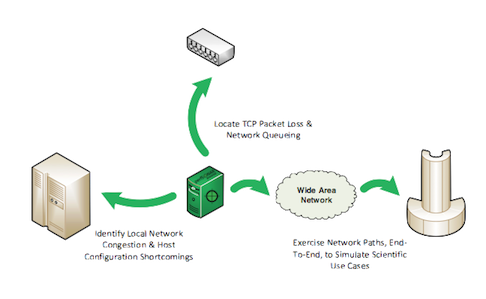 Locate TCP Packet Loss &
Network Queueing
Wide Area
Network
Identify Local Network
Congestion & Host
Configuration Shortcomings
Exercise Network Paths, End-
To-End, to Simulate Scientific
Use Cases